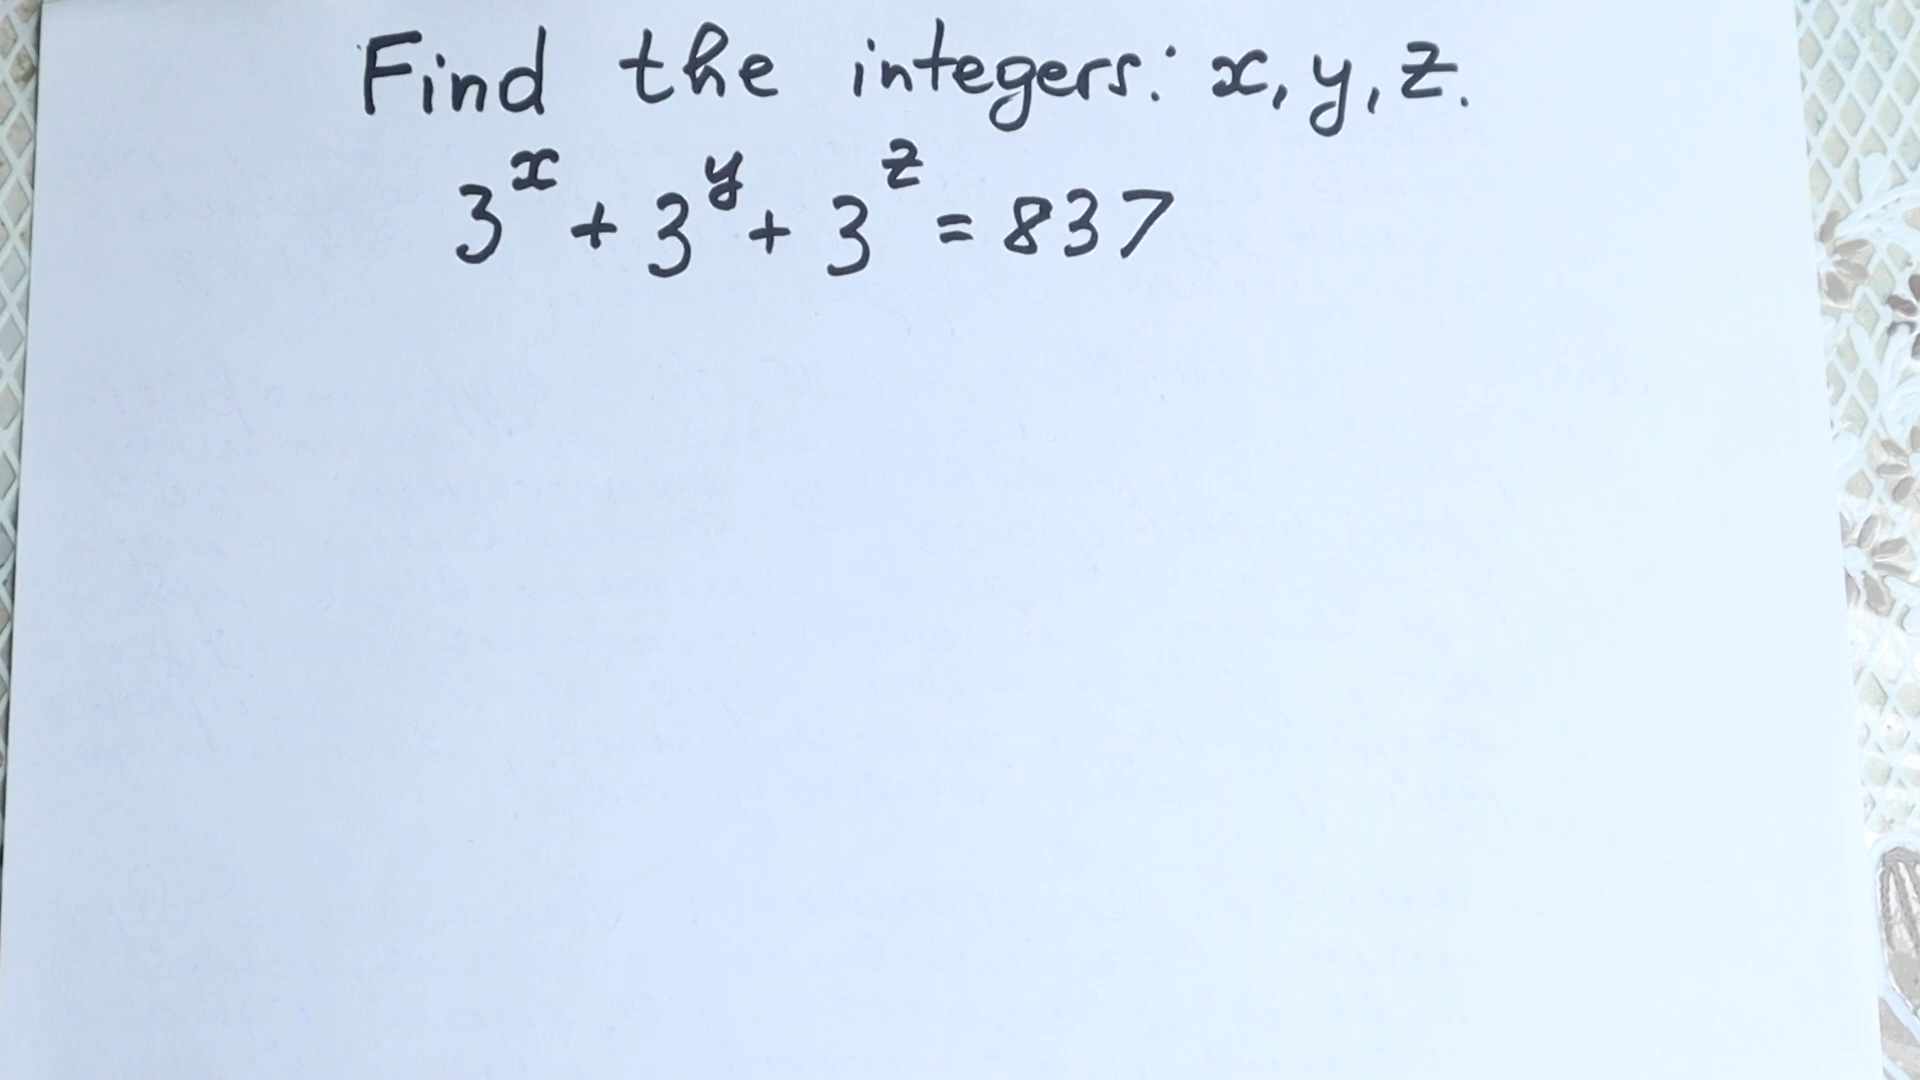 Find the integers: x, y, z.
3^x + 3^y + 3^z = 837